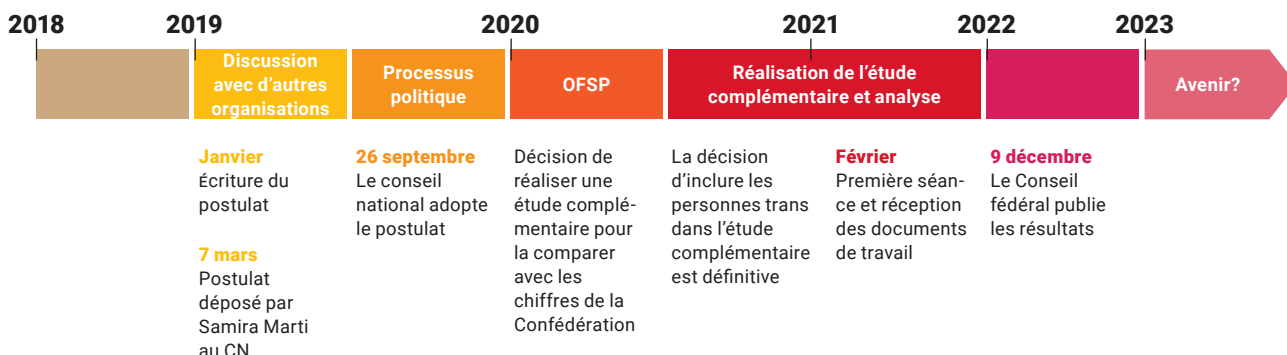 2018 2019 2020 2021 2022 2023
Discussion
avec d'autres
organisations
Processus
politique
OFSP
Réalisation de l'étude
complémentaire et analyse
Avenir?
Janvier
Écriture du
postulat
7 mars
Postulat
déposé par
Samira Marti
au CN
26 septembre
Le conseil
national adopte
le postulat
Décision de
réaliser une
étude complé-
mentaire pour
la comparer
avec les
chiffres de la
Confédération
La décision
d'inclure les
personnes trans
dans l'étude
complémentaire
est définitive
Février
Première séan-
ce et réception
des documents
de travail
9 décembre
Le Conseil
fédéral publie
les résultats